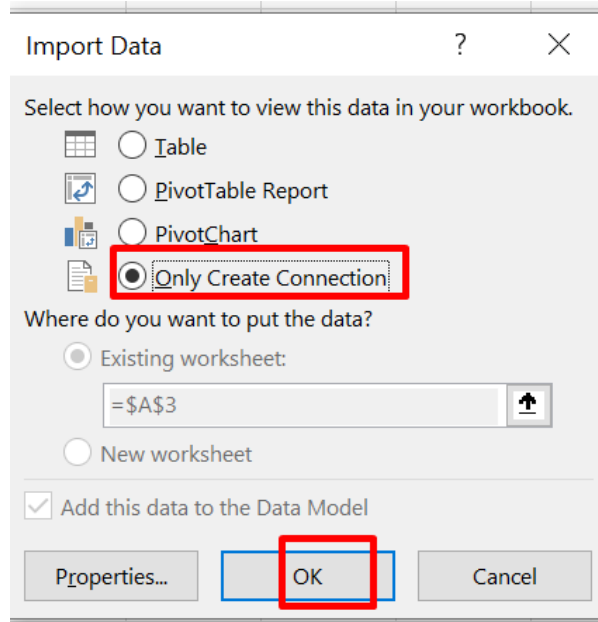 Import Data ?
Select how you want to view this data in your workbook.
Table
PivotTable Report
PivotChart
Only Create Connection
Where do you want to put the data?
Existing worksheet:
=$A$3
New worksheet
Add this data to the Data Model
Properties... OK Cancel